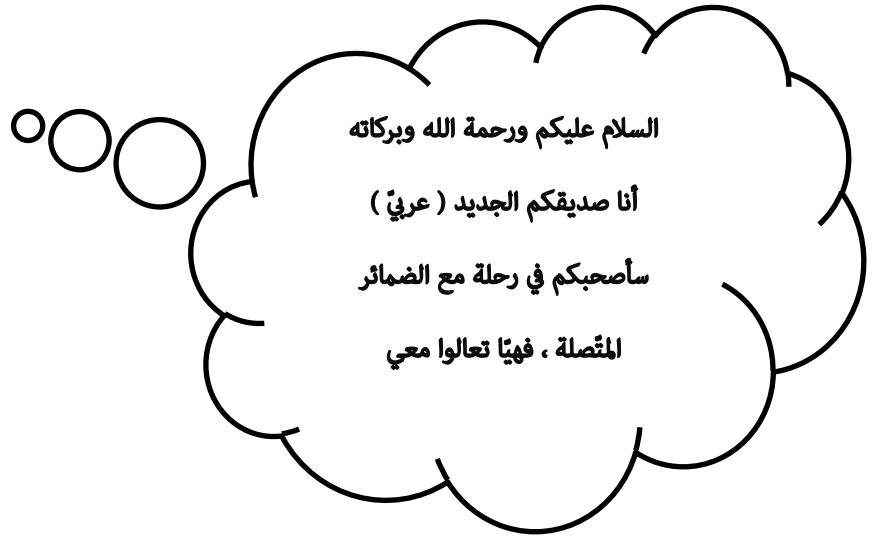 السلام عليكم ورحمة الله وبركاته
أنا صديقكم الجديد ( عربيّ )
سأصحبكم في رحلة مع الضمائر
المتَّصلة ، فهيّا تعالوا معي